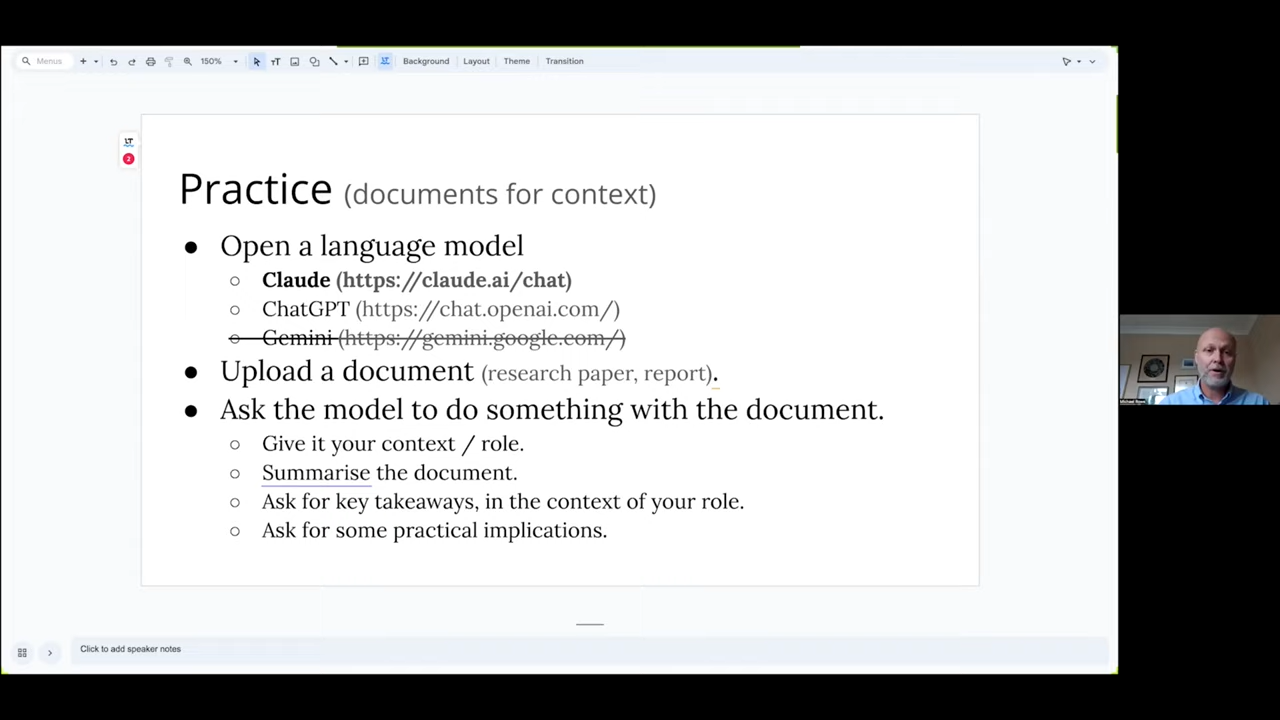 Menus
150%
Background
Layout
Theme
Transition
LT
2
Practice (documents for context)
● Open a language model
○ Claude (https://claude.ai/chat)
○ ChatGPT (https://chat.openai.com/)
○ Gemini (https://gemini.google.com/)
● Upload a document (research paper, report).
● Ask the model to do something with the document.
○ Give it your context / role.
○ Summarise the document.
○ Ask for key takeaways, in the context of your role.
○ Ask for some practical implications.
Click to add speaker notes